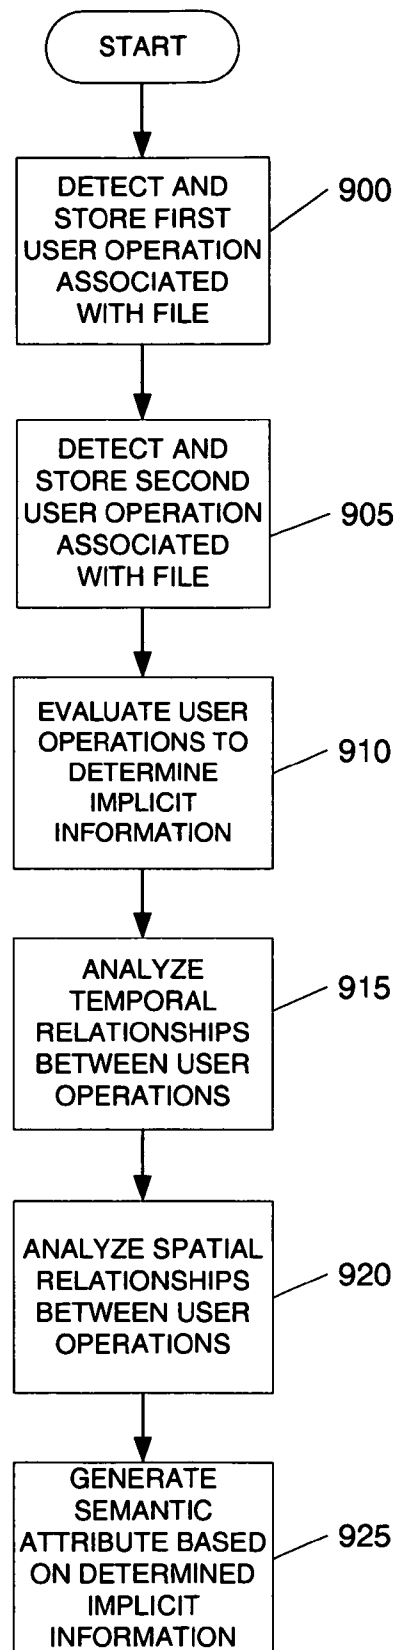 START
DETECT AND
STORE FIRST
USER OPERATION
ASSOCIATED
WITH FILE
900
DETECT AND
STORE SECOND
USER OPERATION
ASSOCIATED
WITH FILE
905
EVALUATE USER
OPERATIONS TO
DETERMINE
IMPLICIT
INFORMATION
910
ANALYZE
TEMPORAL
RELATIONSHIPS
BETWEEN USER
OPERATIONS
915
ANALYZE SPATIAL
RELATIONSHIPS
BETWEEN USER
OPERATIONS
920
GENERATE
SEMANTIC
ATTRIBUTE BASED
ON DETERMINED
IMPLICIT
INFORMATION
925